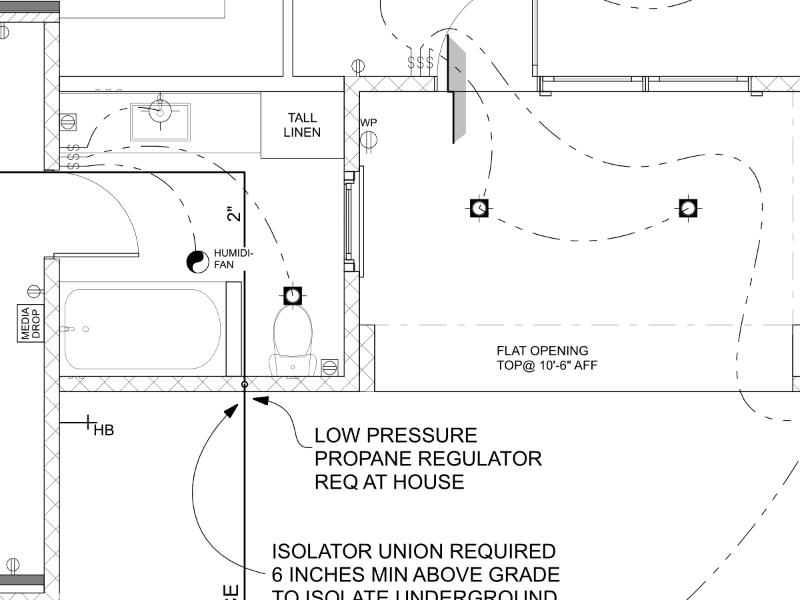 SSS
TALL
LINEN
WP
SSS
2"
HUMIDI-
FAN
MEDIA
DROP
FLAT OPENING
TOP@ 10'-6" AFF
HB
LOW PRESSURE
PROPANE REGULATOR
REQ AT HOUSE
ISOLATOR UNION REQUIRED
6 INCHES MIN ABOVE GRADE
TO ISOLATE UNDERGROUND